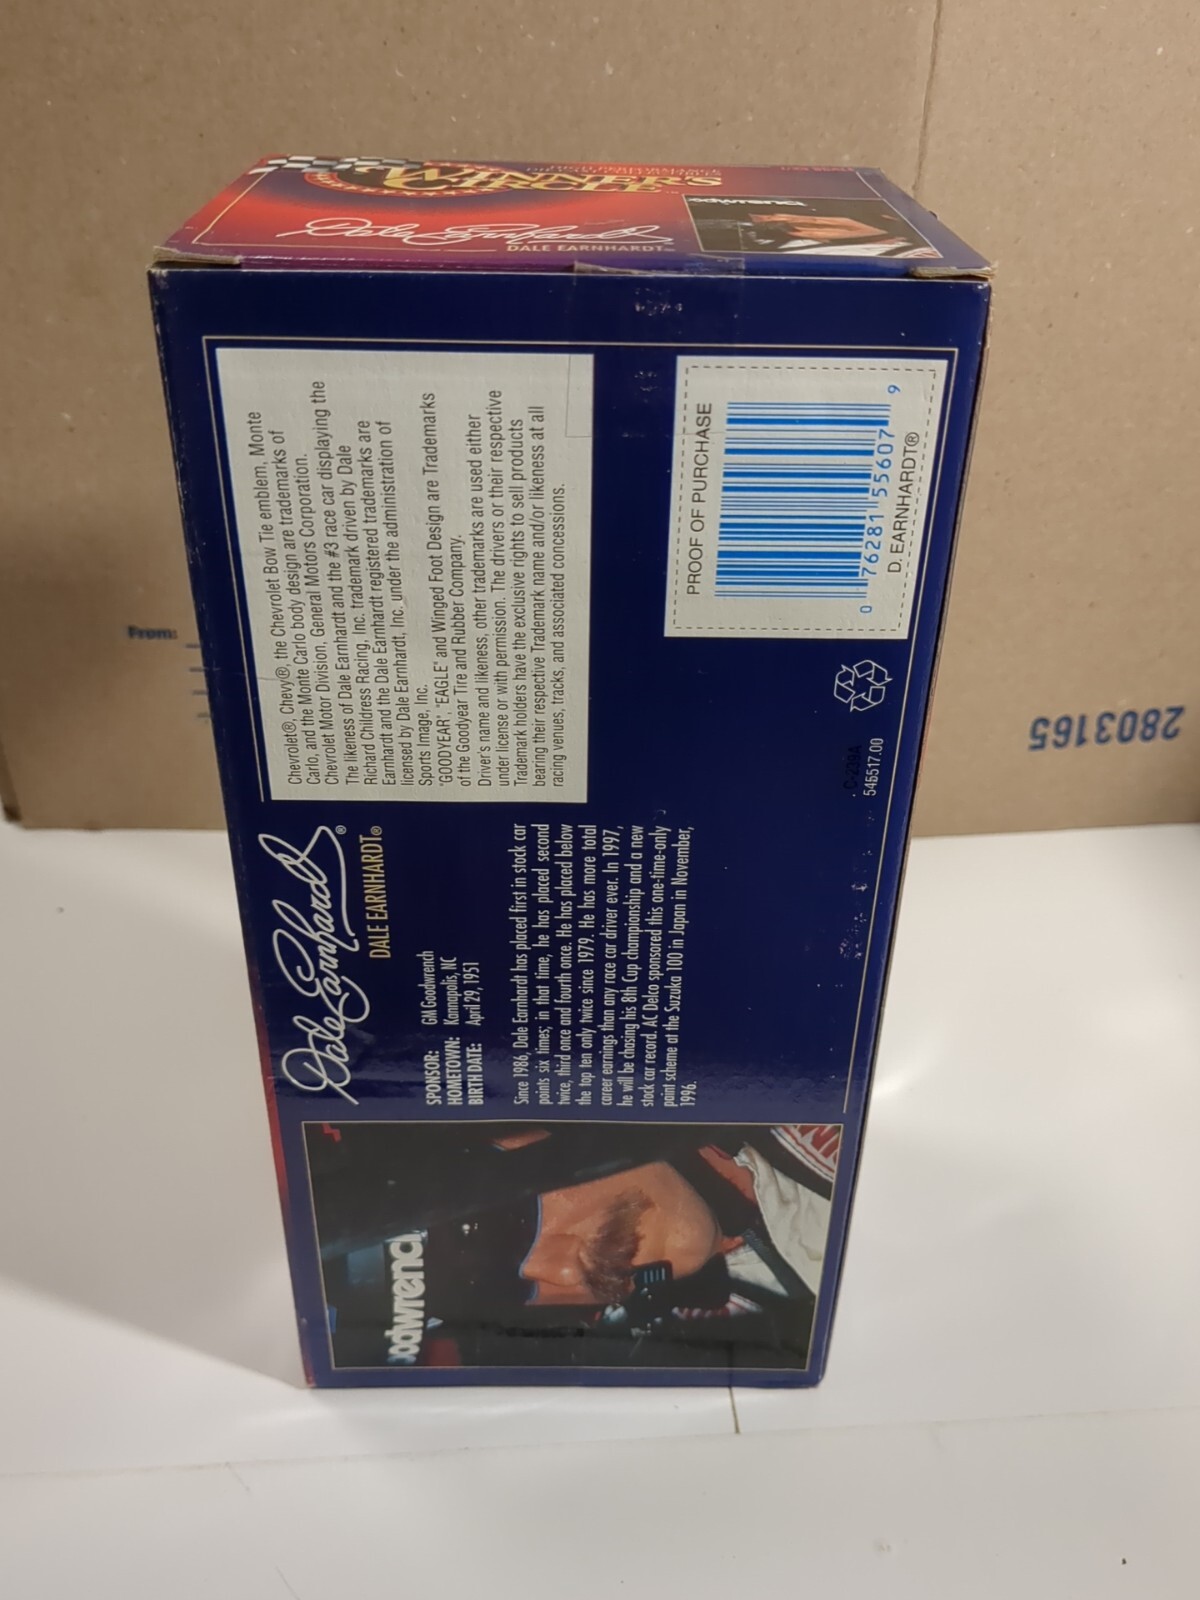 WINNER'S
CIRCLE™
1/43 SCALE
Dale Earnhardt
DALE EARNHARDT™
odwrenci
Chevrolet®, Chevy®, the Chevrolet Bow Tie emblem, Monte
Carlo, and the Monte Carlo body design are trademarks of
Chevrolet Motor Division, General Motors Corporation.
The likeness of Dale Earnhardt and the #3 race car displaying the
Richard Childress Racing, Inc. trademark driven by Dale
Earnhardt and the Dale Earnhardt registered trademarks are
licensed by Dale Earnhardt, Inc. under the administration of
Sports Image, Inc.
"GOODYEAR", "EAGLE" and Winged Foot Design are Trademarks
of the Goodyear Tire and Rubber Company.
Driver's name and likeness, other trademarks are used either
under license or with permission. The drivers or their respective
Trademark holders have the exclusive rights to sell products
bearing their respective Trademark name and/or likeness at all
racing venues, tracks, and associated concessions.
PROOF OF PURCHASE
0 76281 55607 9
D. EARNHARDT®
C-239A
546517.00
Dale Earnhardt®
DALE EARNHARDT®
SPONSOR: GM Goodwrench
HOMETOWN: Kannapolis, NC
BIRTH DATE: April 29, 1951
Since 1986, Dale Earnhardt has placed first in stock car
points six times; in that time, he has placed second
twice, third once and fourth once. He has placed below
the top ten only twice since 1979. He has more total
career earnings than any race car driver ever. In 1997,
he will be chasing his 8th Cup championship and a new
stock car record. AC Delco sponsored this one-time-only
paint scheme at the Suzuka 100 in Japan in November,
1996.
odwrenci
From:
2803165